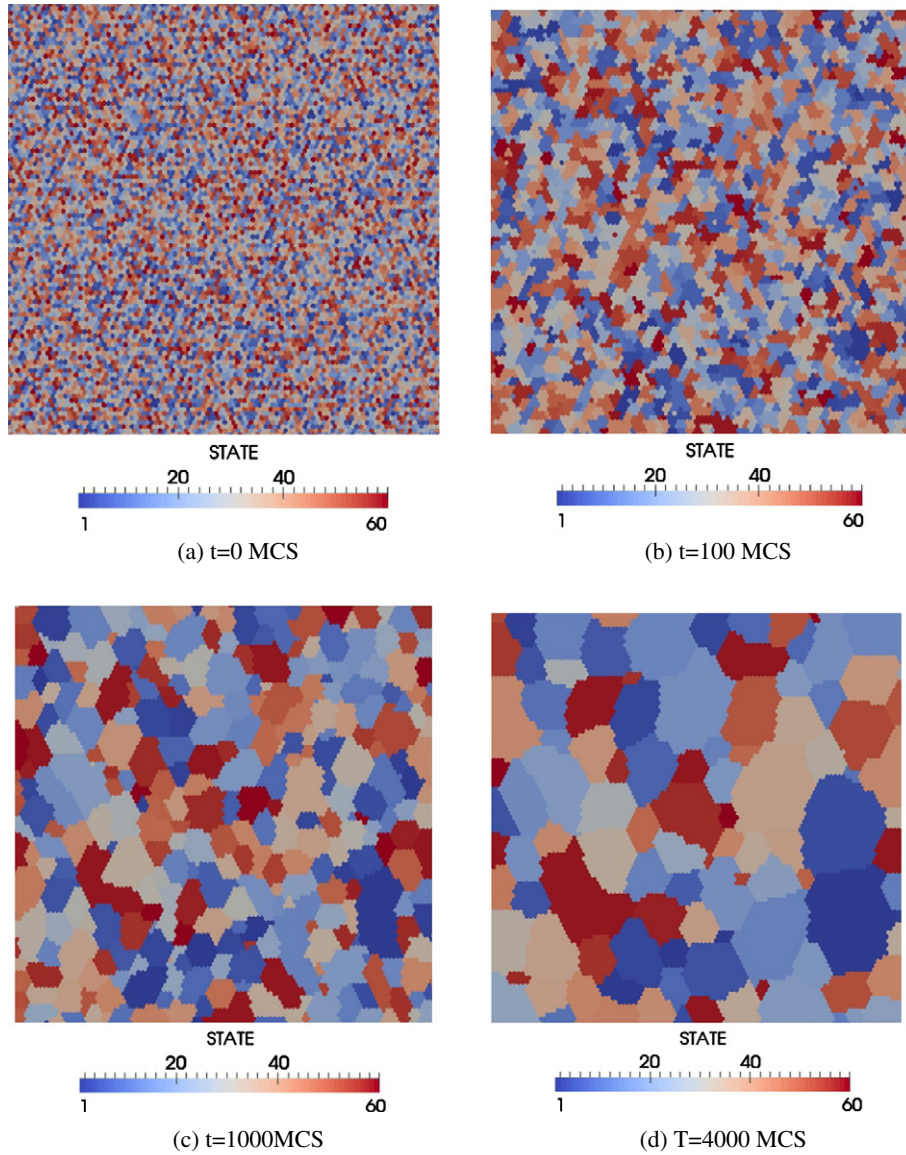 STATE
20 40
1 60
(a) t=0 MCS
STATE
20 40
1 60
(b) t=100 MCS
STATE
20 40
1 60
(c) t=1000MCS
STATE
20 40
1 60
(d) T=4000 MCS